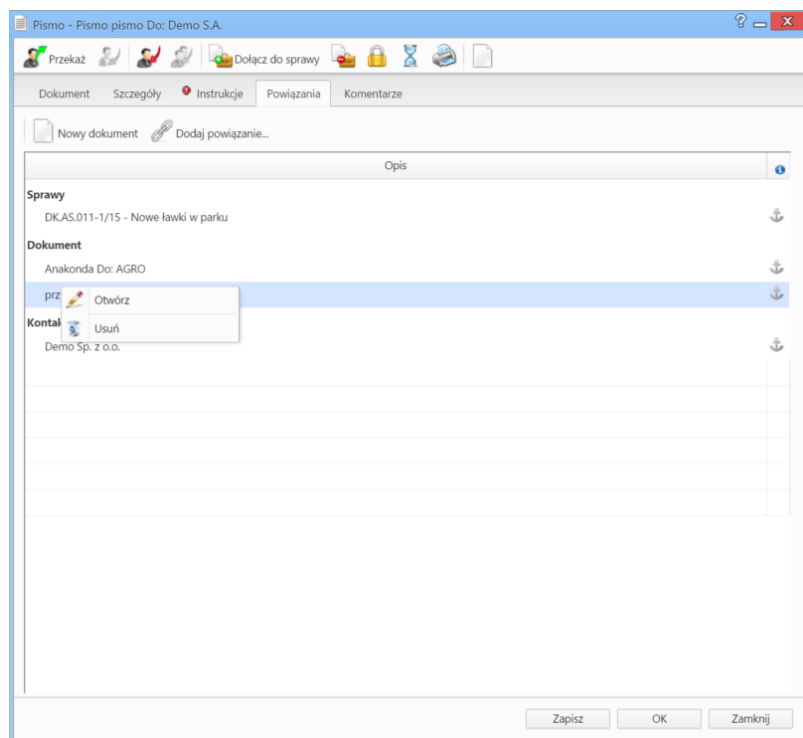 Pismo - Pismo pismo Do: Demo S.A.
Przekaż Dołącz do sprawy
Dokument Szczegóły Instrukcje Powiązania Komentarze
Nowy dokument Dodaj powiązanie...
Opis
Sprawy
DK.AS.011-1/15 - Nowe ławki w parku
Dokument
Anakonda Do: AGRO
Otwórz
Usuń
Demo Sp. z o.o.
Zapisz OK Zamknij